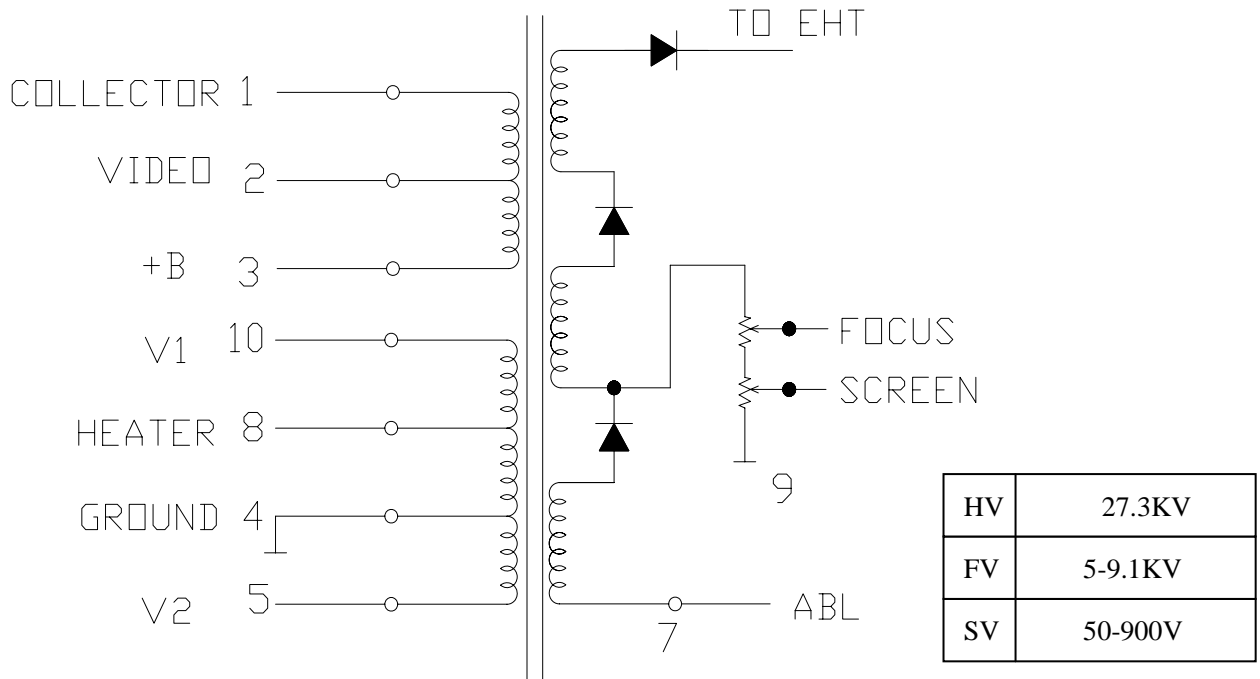 TO EHT
COLLECTOR 1
VIDEO 2
+B 3
V1 10
HEATER 8
GROUND 4
V2 5
FOCUS
SCREEN
9
7
ABL
HV 27.3KV
FV 5-9.1KV
SV 50-900V